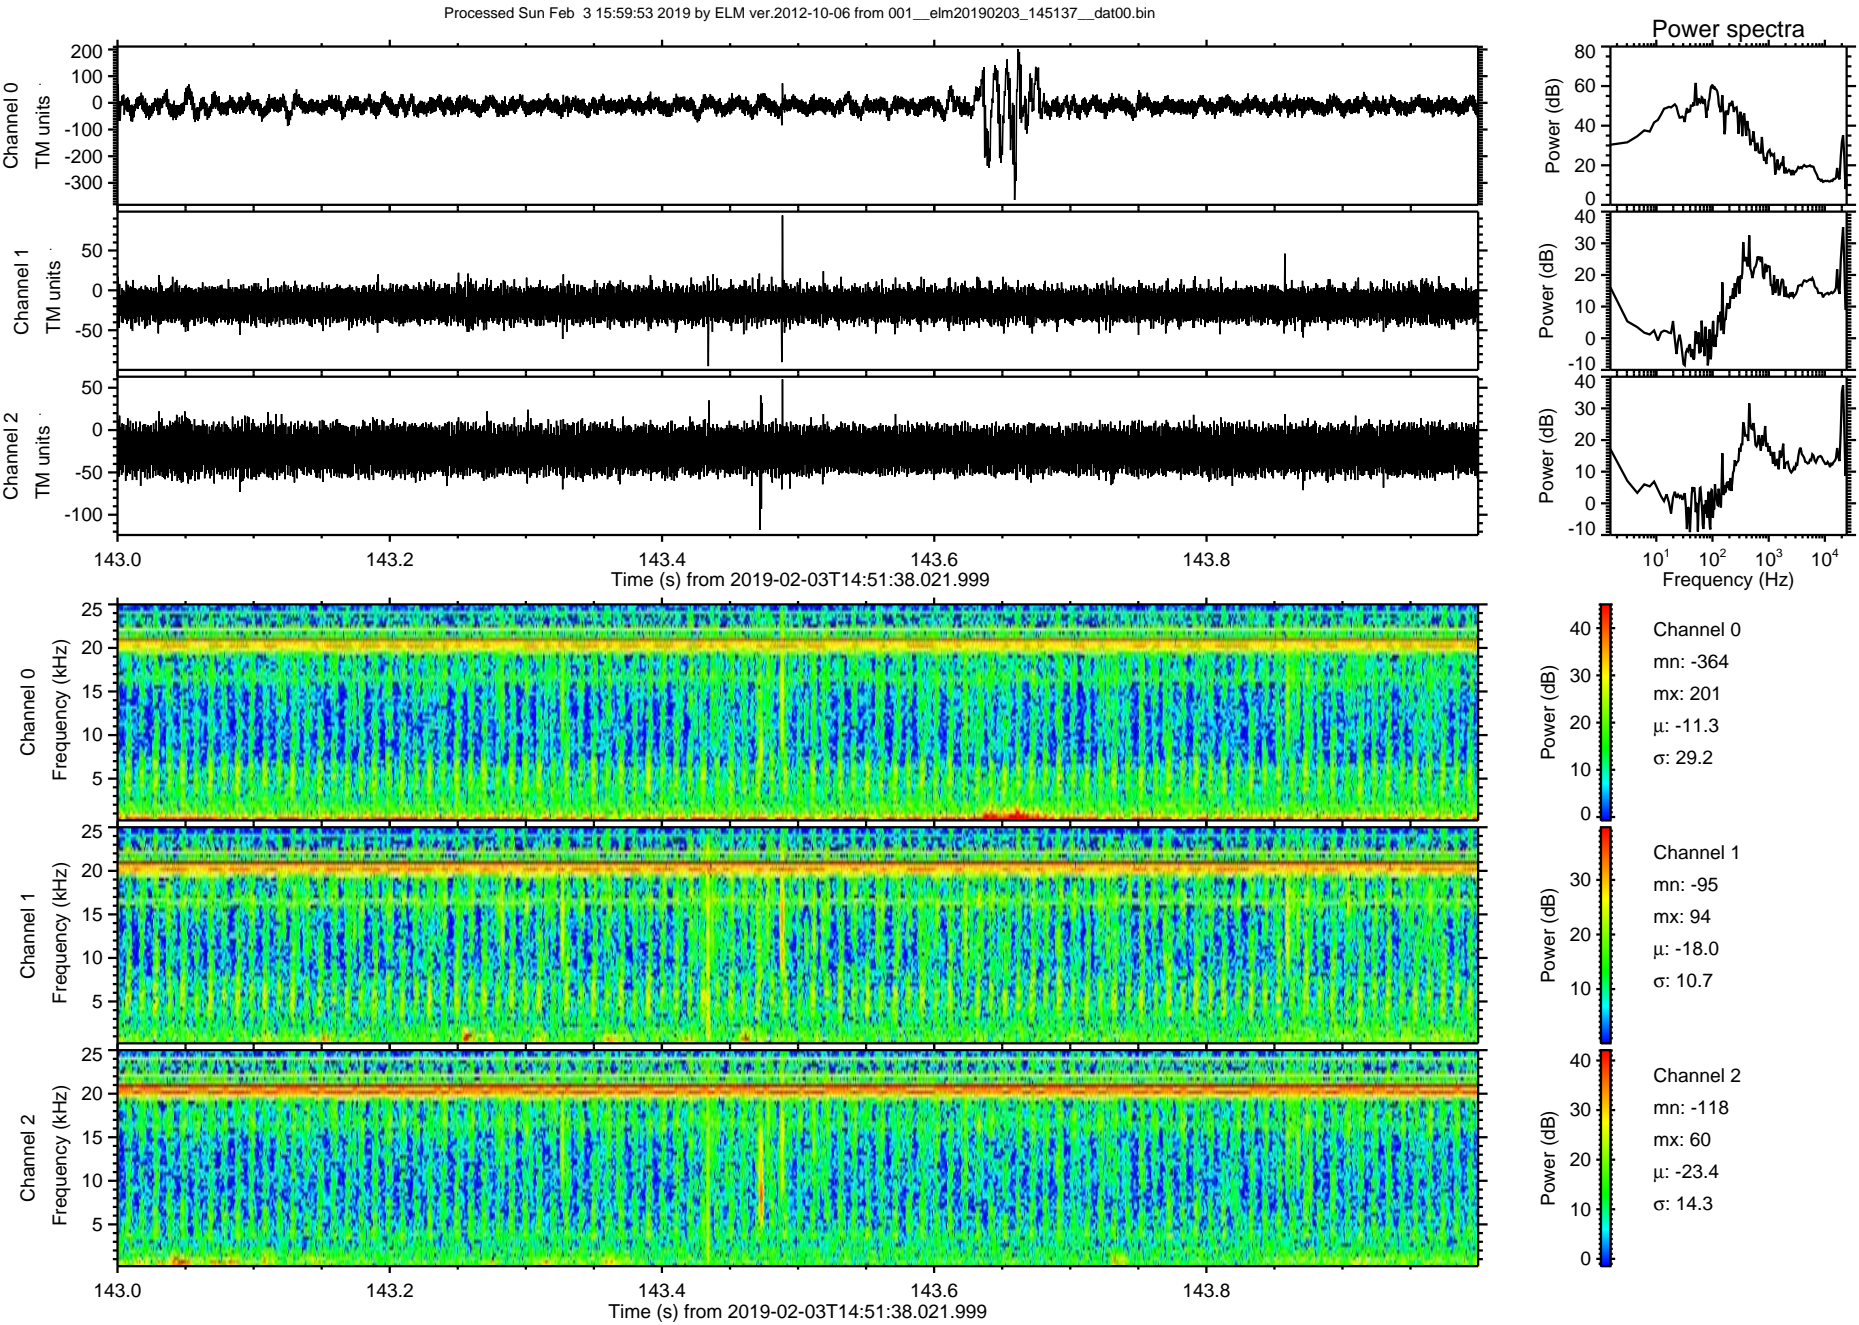 Processed Sun Feb  3 15:59:53 2019 by ELM ver.2012-10-06 from 001__elm20190203_145137__dat00.bin
Power spectra
Channel 0
TM units
200
100
0
-100
-200
-300
Power (dB)
80
60
40
20
0
Channel 1
TM units
50
0
-50
Power (dB)
40
30
20
10
0
-10
Channel 2
TM units
50
0
-50
-100
Power (dB)
40
30
20
10
0
-10
143.0 143.2 143.4 143.6 143.8
Time (s) from 2019-02-03T14:51:38.021.999
10¹ 10² 10³ 10⁴
Frequency (Hz)
Channel 0
Frequency (kHz)
25
20
15
10
5
Power (dB)
40
30
20
10
0
Channel 0
mn: -364
mx: 201
μ: -11.3
σ: 29.2
Channel 1
Frequency (kHz)
25
20
15
10
5
Power (dB)
30
20
10
Channel 1
mn: -95
mx: 94
μ: -18.0
σ: 10.7
Channel 2
Frequency (kHz)
25
20
15
10
5
Power (dB)
40
30
20
10
0
Channel 2
mn: -118
mx: 60
μ: -23.4
σ: 14.3
143.0 143.2 143.4 143.6 143.8
Time (s) from 2019-02-03T14:51:38.021.999